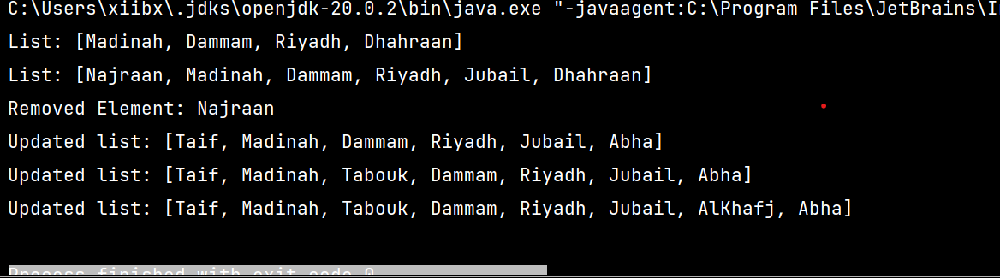 C:\Users\xiibx\.jdks\openjdk-20.0.2\bin\java.exe "-javaagent:C:\Program Files\JetBrains\I
List: [Madinah, Dammam, Riyadh, Dhahraan]
List: [Najraan, Madinah, Dammam, Riyadh, Jubail, Dhahraan]
Removed Element: Najraan
Updated list: [Taif, Madinah, Dammam, Riyadh, Jubail, Abha]
Updated list: [Taif, Madinah, Tabouk, Dammam, Riyadh, Jubail, Abha]
Updated list: [Taif, Madinah, Tabouk, Dammam, Riyadh, Jubail, AlKhafj, Abha]
Process finished with exit code 0